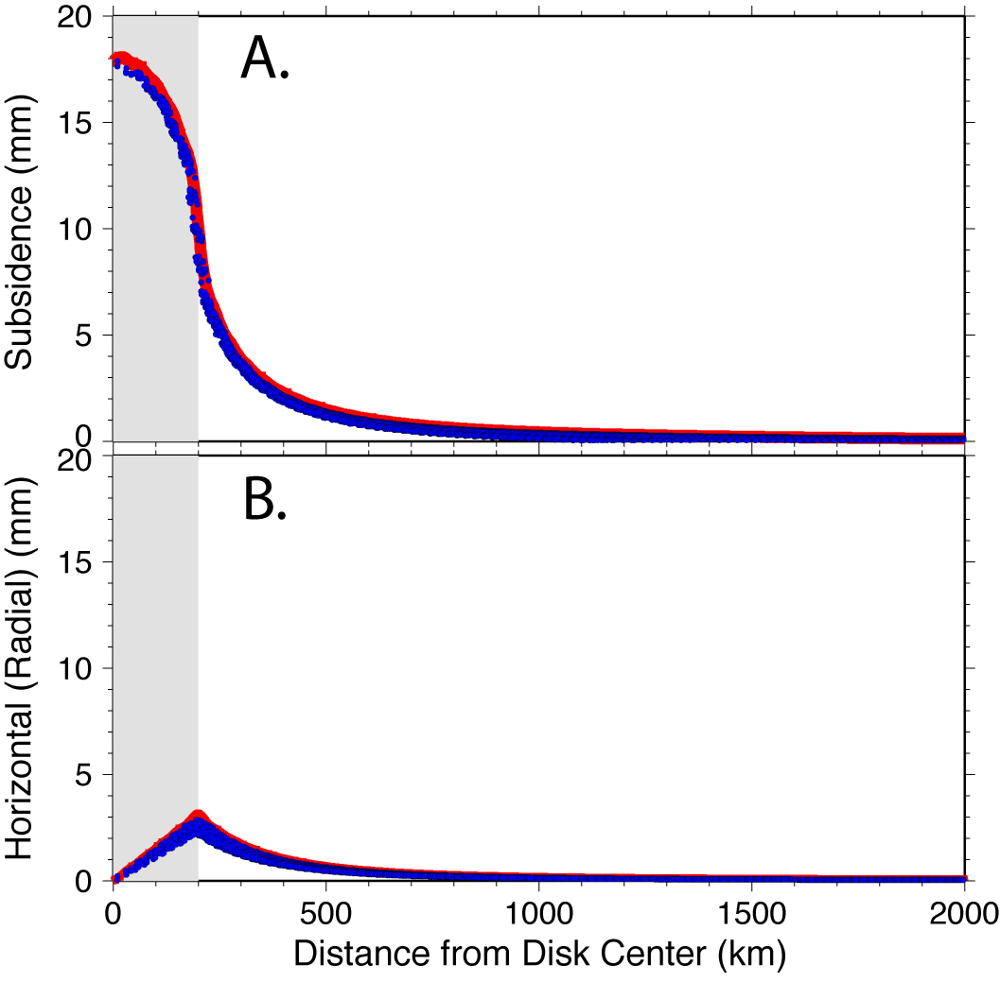 20
15
10
5
0
Subsidence (mm)
A.
20
15
10
5
0
Horizontal (Radial) (mm)
B.
0 500 1000 1500 2000
Distance from Disk Center (km)